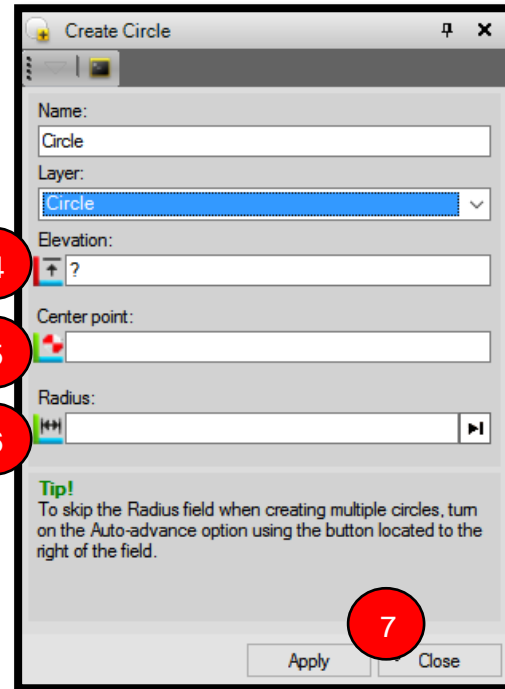 Create Circle
Name:
Circle
Layer:
Circle
Elevation:
4
?
Center point:
5
Radius:
6
Tip!
To skip the Radius field when creating multiple circles, turn
on the Auto-advance option using the button located to the
right of the field.
7
Apply
Close